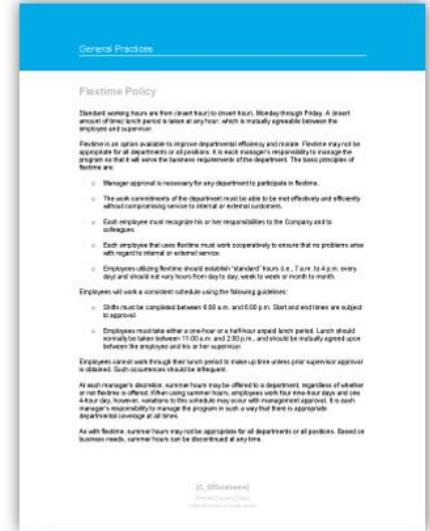 General Practices
Flextime Policy
Standard working hours are from (insert hour) to (insert hour), Monday through Friday. A (insert
amount of time) lunch period is taken at any hour, which is mutually agreeable between the
employee and supervisor.
Flextime is an option available to improve departmental efficiency and morale. Flextime may not be
appropriate for all departments or all positions. It is each manager's responsibility to manage the
program so that it will serve the business requirements of the department. The basic principles of
flextime are:
o Manager approval is necessary for any department to participate in flextime.
o The work commitments of the department must be able to be met effectively and efficiently
without compromising service to internal or external customers.
o Each employee must recognize his or her responsibilities to the Company and to
colleagues.
o Each employee that uses flextime must work cooperatively to ensure that no problems arise
with regard to internal or external service.
o Employees utilizing flextime should establish "standard" hours (i.e., 7 a.m. to 4 p.m. every
day) and should not vary hours from day to day, week to week or month to month.
Employees will work a consistent schedule using the following guidelines:
o Shifts must be completed between 6:00 a.m. and 6:00 p.m. Start and end times are subject
to approval.
o Employees must take either a one-hour or a half-hour unpaid lunch period. Lunch should
normally be taken between 11:00 a.m. and 2:00 p.m., and should be mutually agreed upon
between the employee and his or her supervisor.
Employees cannot work through their lunch period to make up time unless prior supervisor approval
is obtained. Such occurrences should be infrequent.
At each manager's discretion, summer hours may be offered to a department, regardless of whether
or not flextime is offered. When using summer hours, employees work four nine-hour days and one
4-hour day, however, variations to this schedule may occur with management approval. It is each
manager's responsibility to manage the program in such a way that there is appropriate
departmental coverage at all times.
As with flextime, summer hours may not be appropriate for all departments or all positions. Based on
business needs, summer hours can be discontinued at any time.
[C_Officialname]